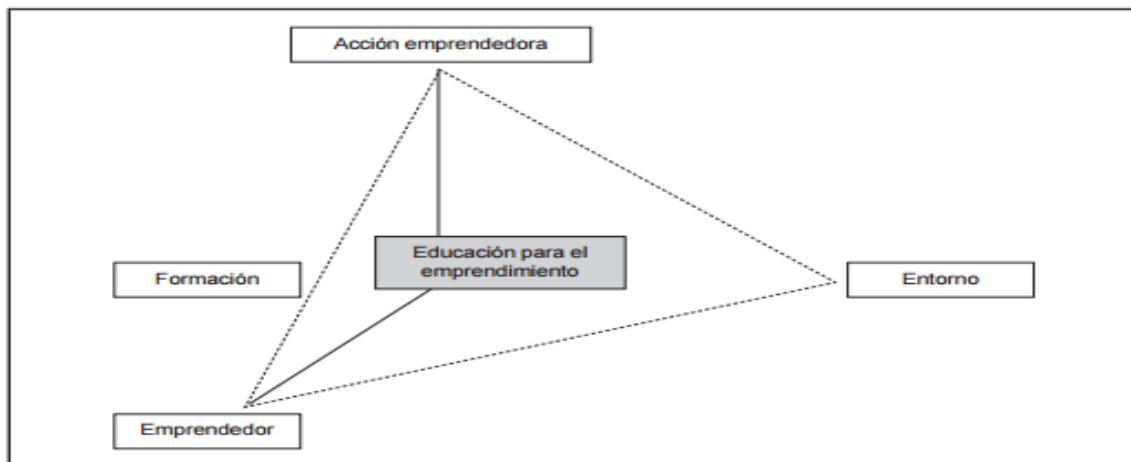 Acción emprendedora
Educación para el
emprendimiento
Formación
Entorno
Emprendedor